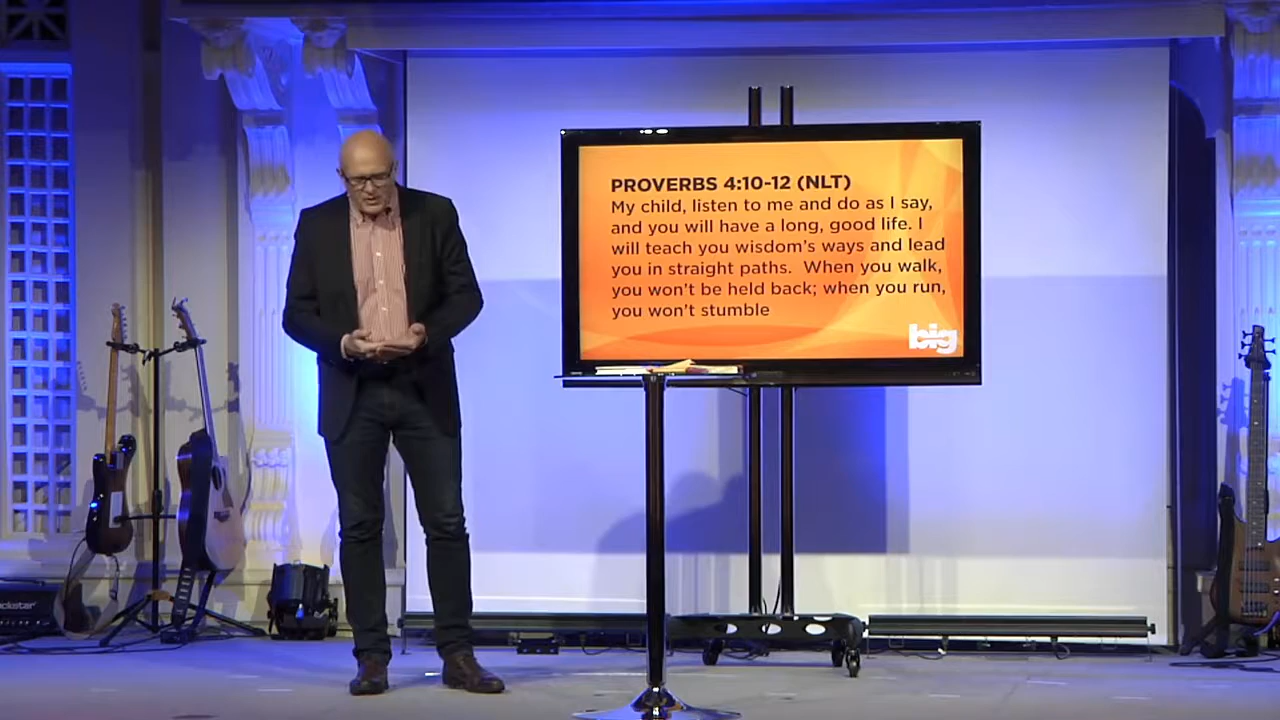 PROVERBS 4:10-12 (NLT)
My child, listen to me and do as I say,
and you will have a long, good life. I
will teach you wisdom's ways and lead
you in straight paths. When you walk,
you won't be held back; when you run,
you won't stumble
big
ckstar